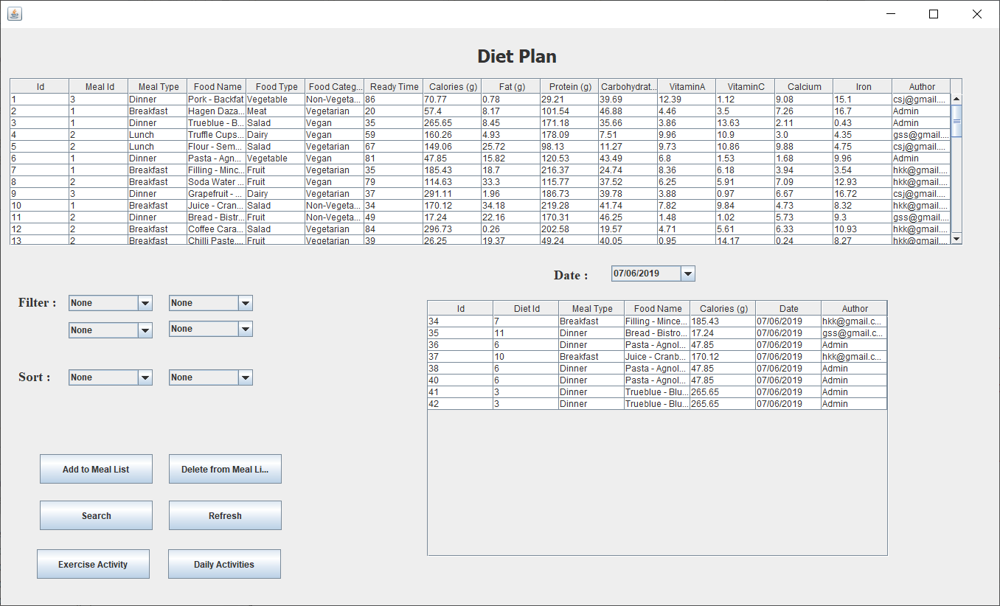 Diet Plan
Id Meal Id Meal Type Food Name Food Type Food Categ... Ready Time Calories (g) Fat (g) Protein (g) Carbohydrat... VitaminA VitaminC Calcium Iron Author
1 3 Dinner Pork - Backfat Vegetable Non-Vegeta... 86 70.77 0.78 29.21 39.69 12.39 1.12 9.08 15.1 csj@gmail....
2 1 Breakfast Hagen Daza... Meat Vegetarian 20 57.4 8.17 101.54 46.88 4.46 3.5 7.26 16.7 Admin
3 1 Dinner Trueblue - B... Salad Vegan 35 265.65 8.45 171.18 35.66 3.86 13.63 2.11 0.43 Admin
4 2 Lunch Truffle Cups... Dairy Vegan 59 160.26 4.93 178.09 7.51 9.96 10.9 3.0 4.35 gss@gmail....
5 2 Lunch Flour - Sem... Salad Vegetarian 67 149.06 25.72 98.13 11.27 9.73 10.86 9.88 4.75 csj@gmail....
6 1 Dinner Pasta - Agn... Vegetable Vegan 81 47.85 15.82 120.53 43.49 6.8 1.53 1.68 9.96 Admin
7 1 Breakfast Filling - Minc... Fruit Vegetarian 35 185.43 18.7 216.37 24.74 8.36 6.18 3.94 3.54 hkk@gmail....
8 2 Breakfast Soda Water ... Fruit Vegan 79 114.63 33.3 115.77 37.52 6.25 5.91 7.09 12.93 hkk@gmail....
9 3 Dinner Grapefruit - ... Dairy Vegetarian 37 291.11 1.96 186.73 39.78 3.88 0.97 6.67 16.72 csj@gmail....
10 1 Breakfast Juice - Cran... Salad Non-Vegeta... 34 170.12 34.18 219.28 41.74 7.82 9.84 4.73 8.32 hkk@gmail....
11 2 Dinner Bread - Bistr... Fruit Non-Vegeta... 49 17.24 22.16 170.31 46.25 1.48 1.02 5.73 9.3 gss@gmail....
12 2 Breakfast Coffee Cara... Salad Vegetarian 84 296.73 0.26 202.58 19.57 4.71 5.61 6.33 10.93 hkk@gmail....
13 2 Breakfast Chilli Paste,... Fruit Vegetarian 39 26.25 19.37 49.24 40.05 0.95 14.17 0.24 8.27 hkk@gmail....
Date : 07/06/2019
Filter : None None
None None
Sort : None None
Id Diet Id Meal Type Food Name Calories (g) Date Author
34 7 Breakfast Filling - Mince... 185.43 07/06/2019 hkk@gmail.c...
35 11 Dinner Bread - Bistro... 17.24 07/06/2019 gss@gmail.c...
36 6 Dinner Pasta - Agnol... 47.85 07/06/2019 Admin
37 10 Breakfast Juice - Cranb... 170.12 07/06/2019 hkk@gmail.c...
38 6 Dinner Pasta - Agnol... 47.85 07/06/2019 Admin
40 6 Dinner Pasta - Agnol... 47.85 07/06/2019 Admin
41 3 Dinner Trueblue - Blu... 265.65 07/06/2019 Admin
42 3 Dinner Trueblue - Blu... 265.65 07/06/2019 Admin
Add to Meal List Delete from Meal Li...
Search Refresh
Exercise Activity Daily Activities